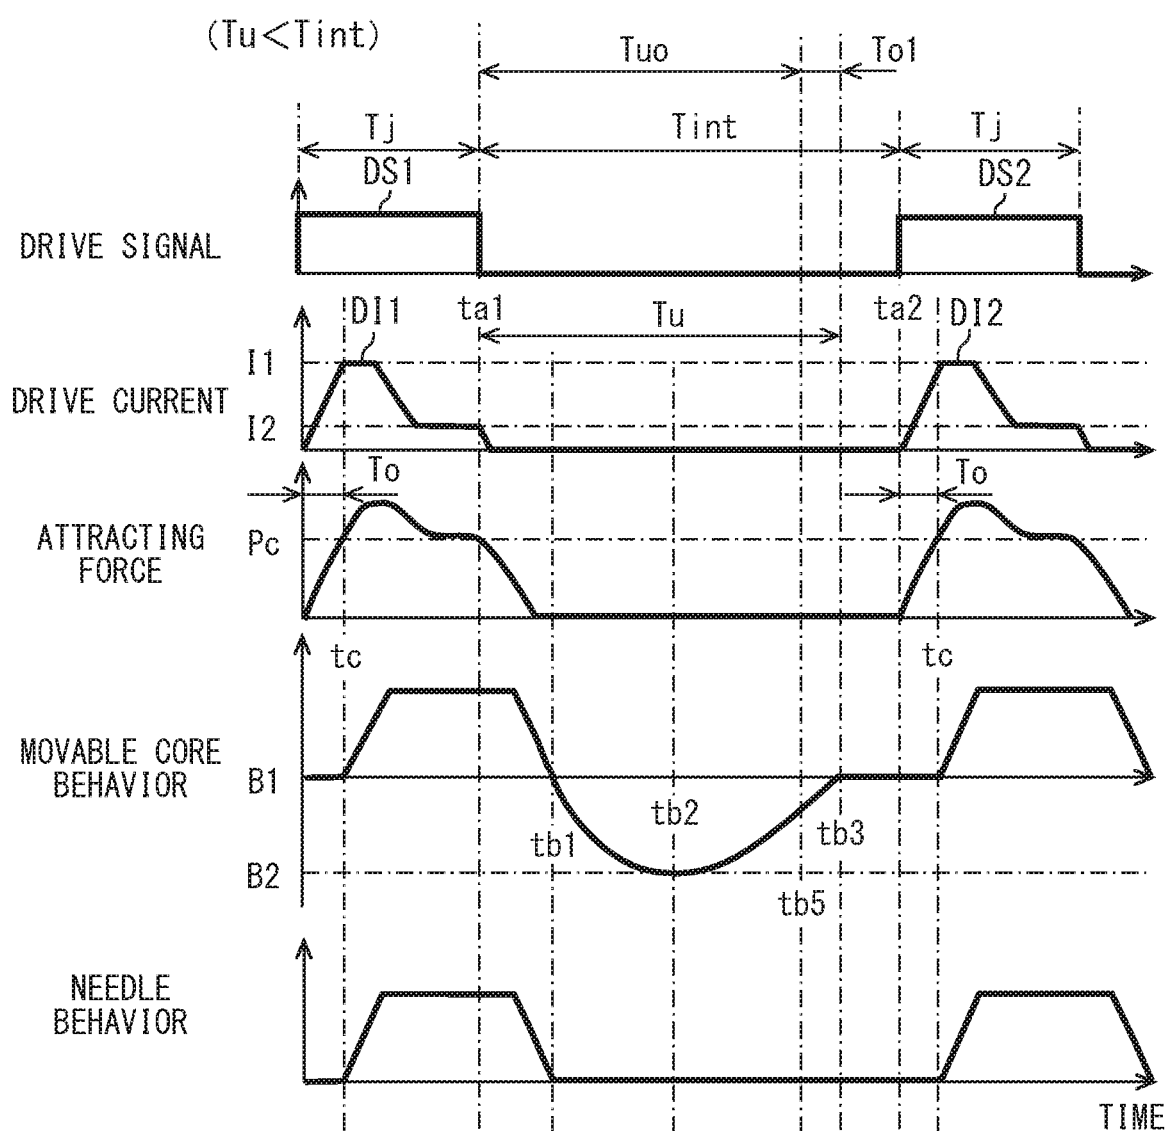 (Tu<Tint)
Tuo
To1
Tj
Tint
Tj
DS1
DS2
DRIVE SIGNAL
DI1
ta1
Tu
ta2
DI2
I1
DRIVE CURRENT
I2
To
To
ATTRACTING
FORCE
Pc
tc
tc
MOVABLE CORE
BEHAVIOR
B1
tb2
tb1
tb3
B2
tb5
NEEDLE
BEHAVIOR
TIME